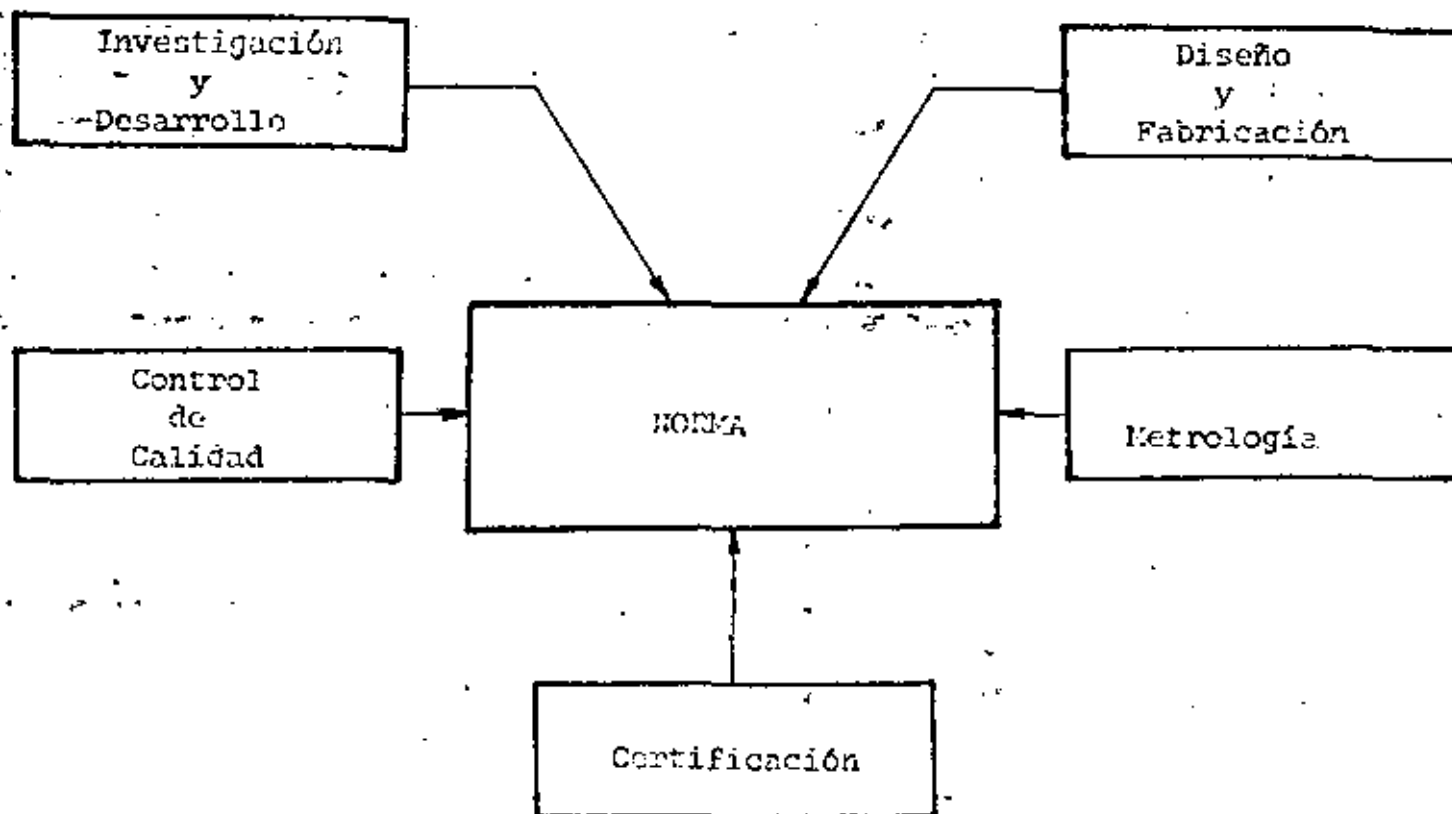 Investigación
y
Desarrollo
Diseño
y
Fabricación
Control
de
Calidad
NORMA
Metrología
Certificación